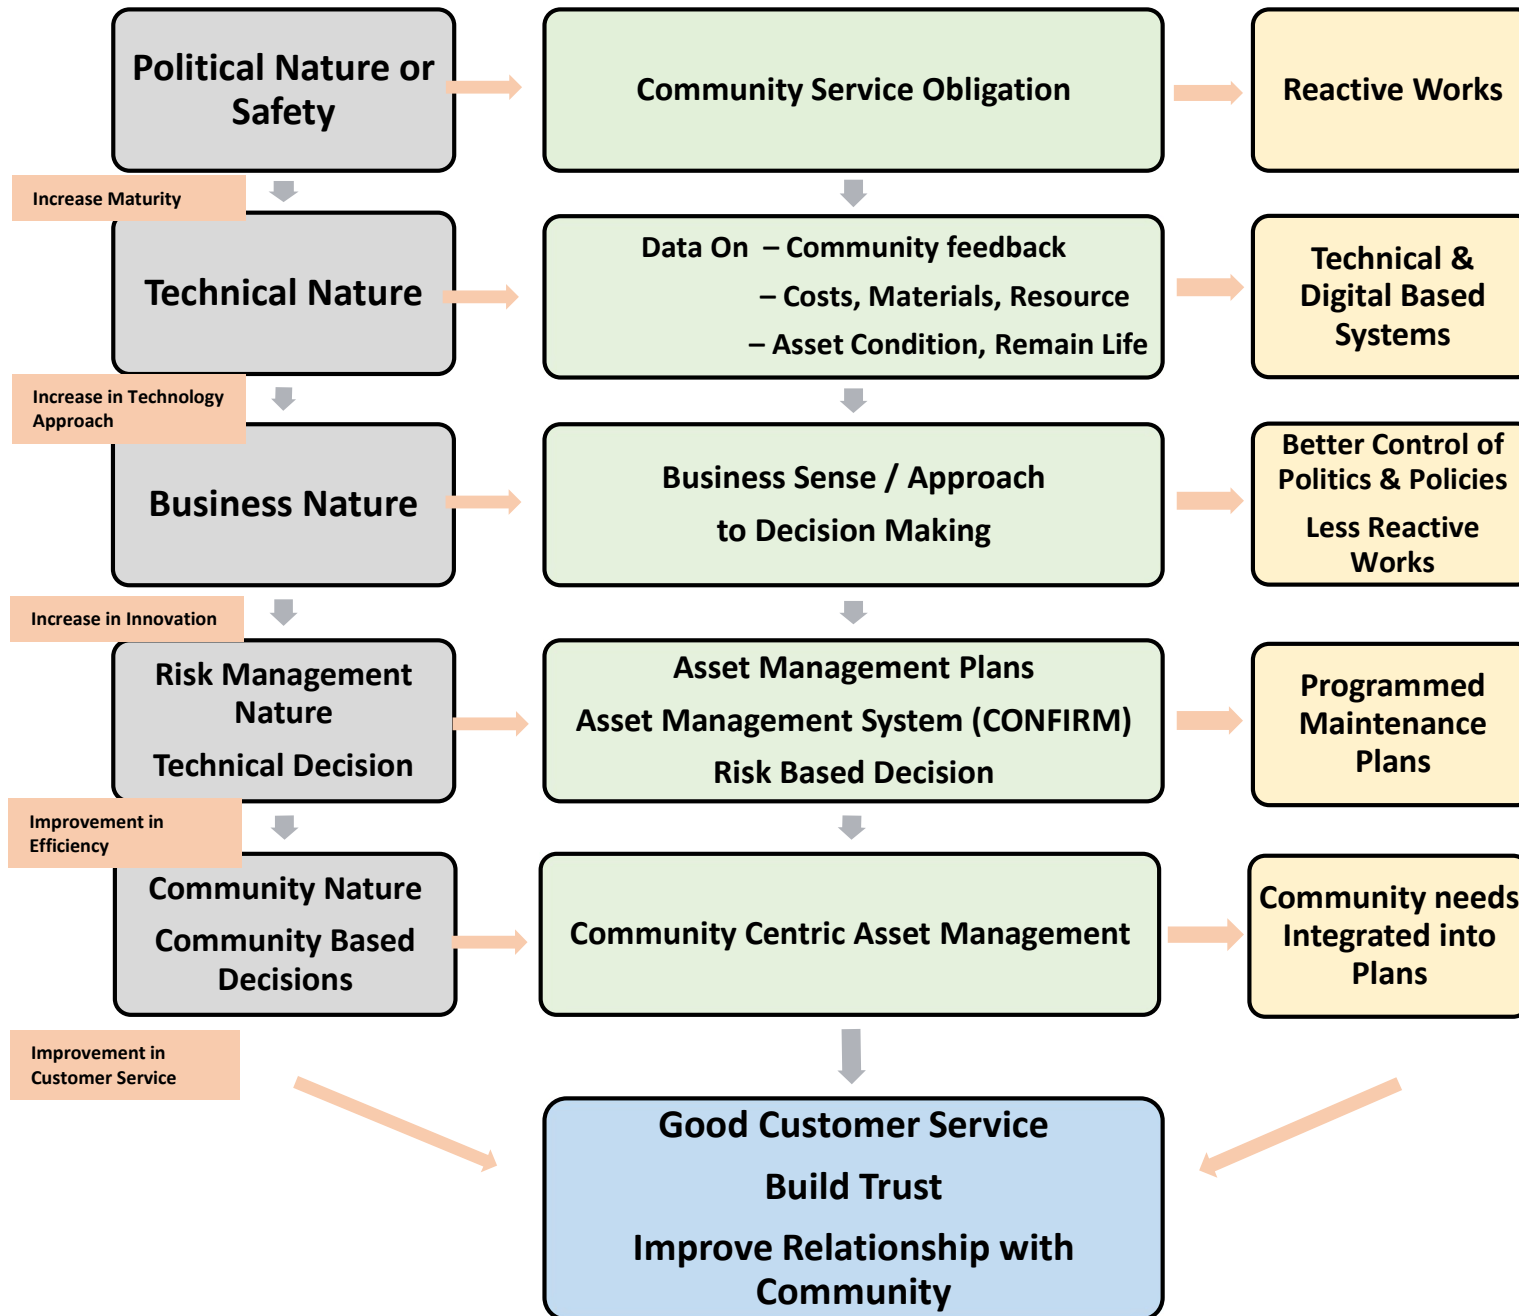 Political Nature or
Safety
Community Service Obligation
Reactive Works
Increase Maturity
Technical Nature
Data On – Community feedback
– Costs, Materials, Resource
– Asset Condition, Remain Life
Technical &
Digital Based
Systems
Increase in Technology
Approach
Business Nature
Business Sense / Approach
to Decision Making
Better Control of
Politics & Policies
Less Reactive
Works
Increase in Innovation
Risk Management
Nature
Technical Decision
Asset Management Plans
Asset Management System (CONFIRM)
Risk Based Decision
Programmed
Maintenance
Plans
Improvement in
Efficiency
Community Nature
Community Based
Decisions
Community Centric Asset Management
Community needs
Integrated into
Plans
Improvement in
Customer Service
Good Customer Service
Build Trust
Improve Relationship with
Community